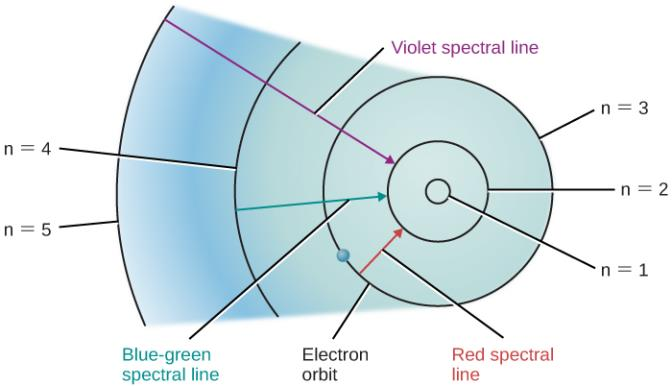 Violet spectral line
n = 3
n = 4
n = 2
n = 5
n = 1
Blue-green
spectral line
Electron
orbit
Red spectral
line